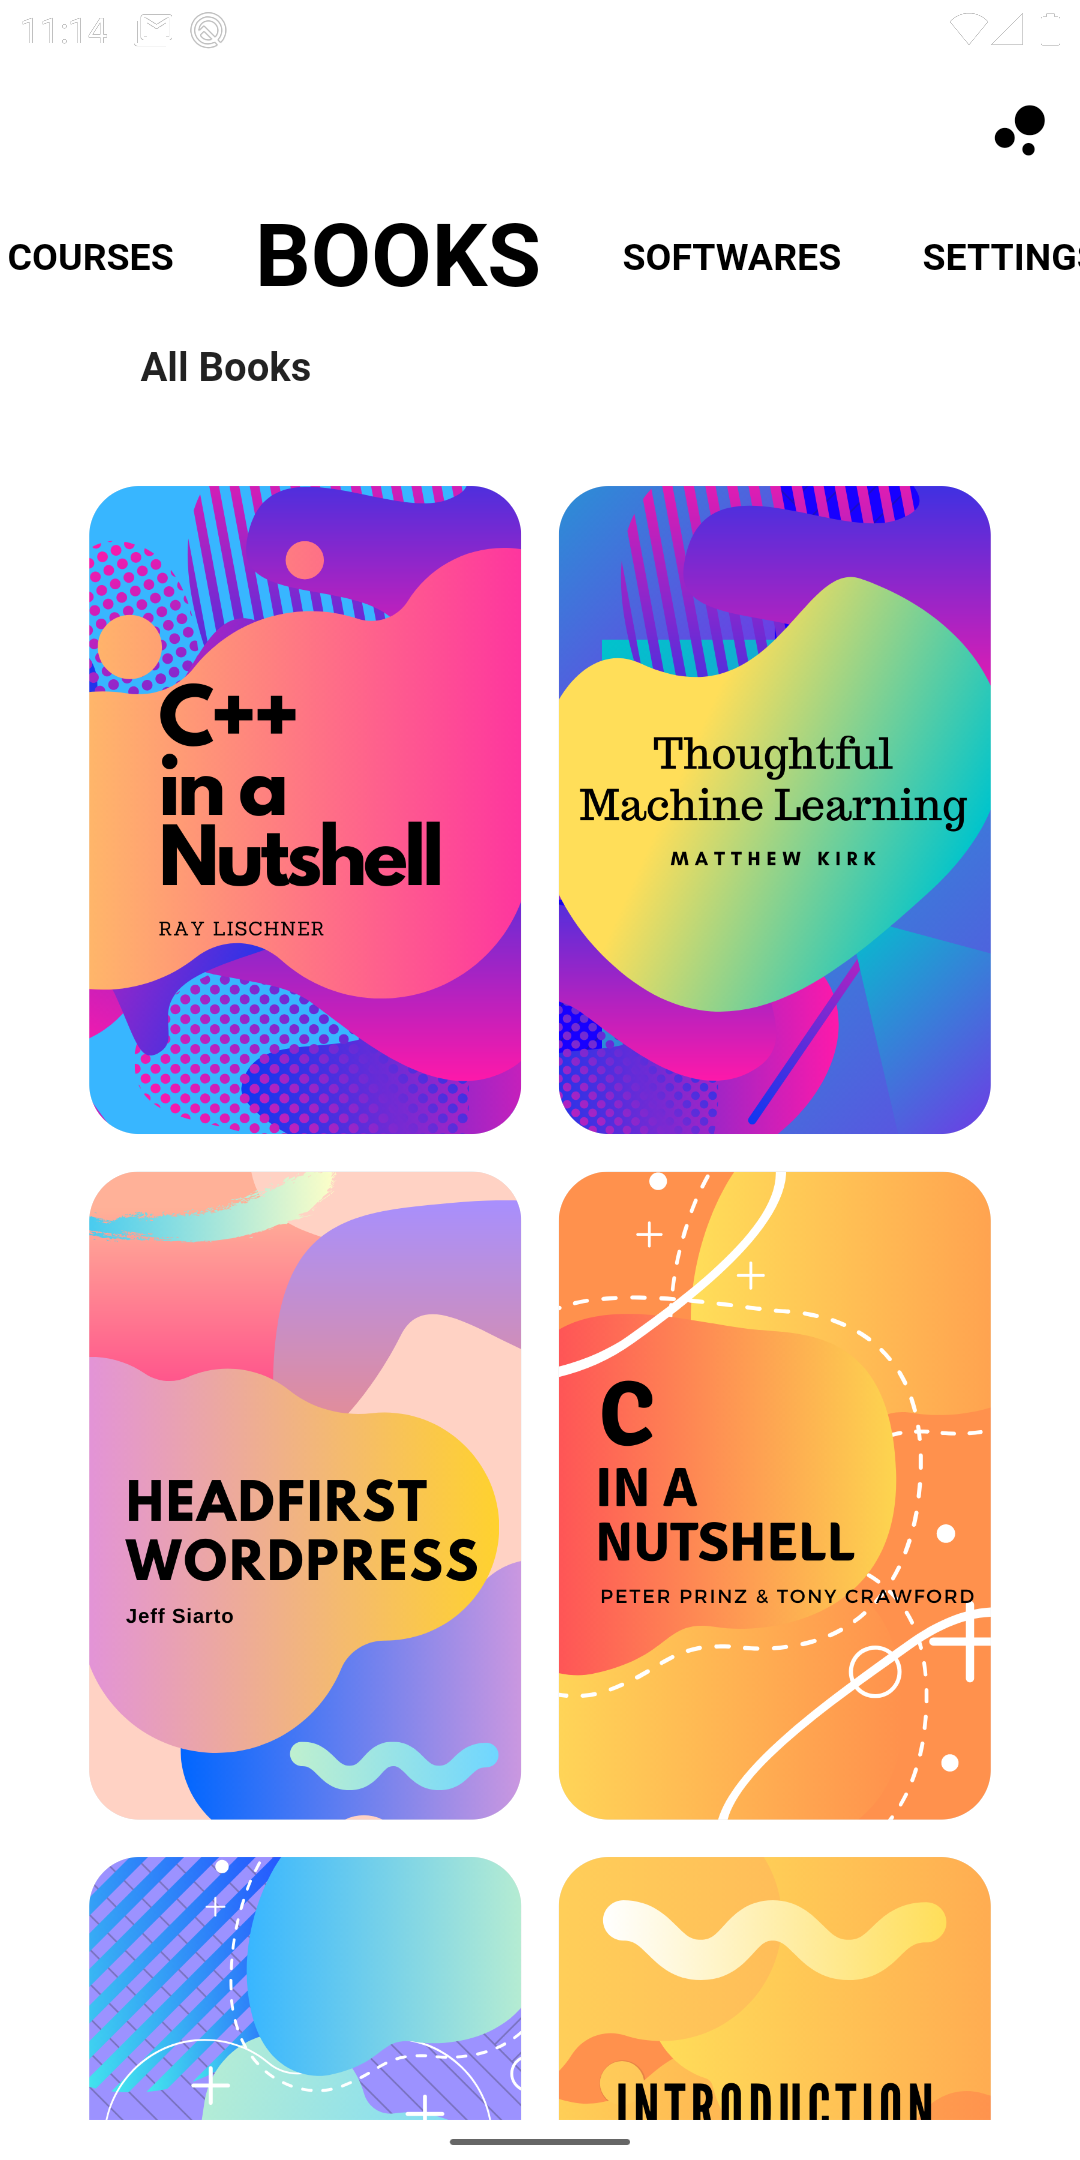 11:14
COURSES BOOKS SOFTWARES SETTINGS
All Books
C++
in a
Nutshell
RAY LISCHNER
Thoughtful
Machine Learning
MATTHEW KIRK
HEADFIRST
WORDPRESS
Jeff Siarto
C
IN A
NUTSHELL
PETER PRINZ & TONY CRAWFORD
INTRODUCTION